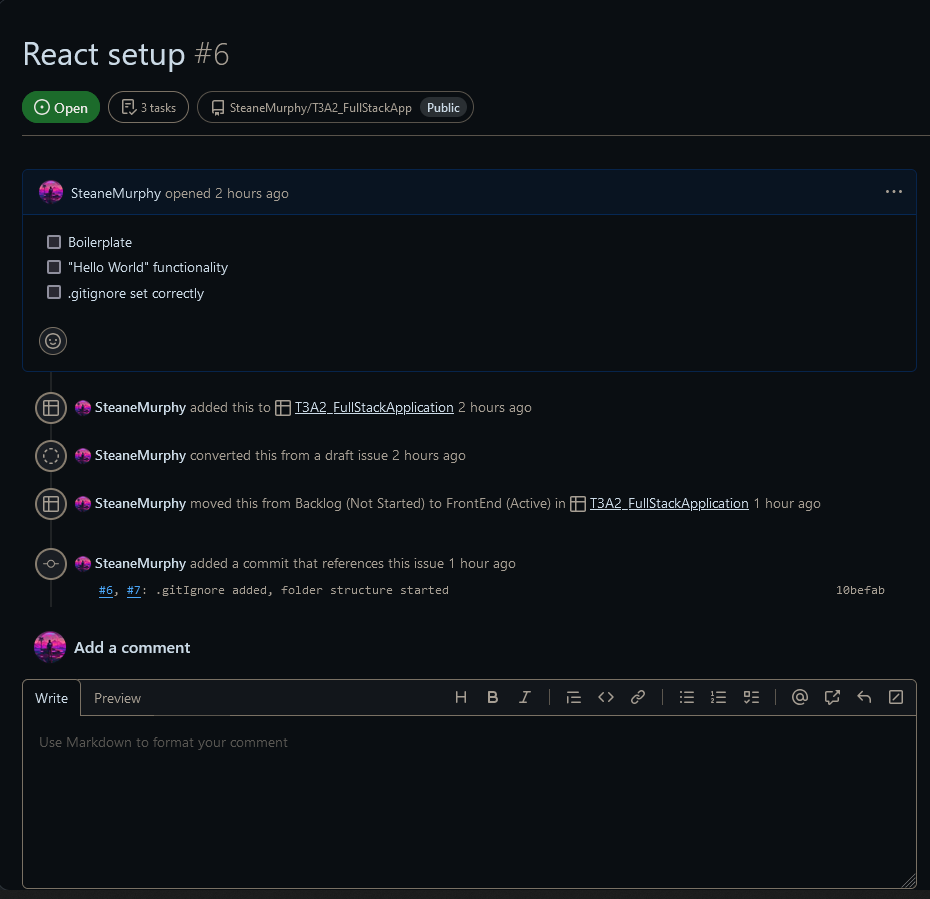 React setup #6
Open 3 tasks SteaneMurphy/T3A2_FullStackApp Public
SteaneMurphy opened 2 hours ago
Boilerplate
"Hello World" functionality
.gitignore set correctly
SteaneMurphy added this to T3A2_FullStackApplication 2 hours ago
SteaneMurphy converted this from a draft issue 2 hours ago
SteaneMurphy moved this from Backlog (Not Started) to FrontEnd (Active) in T3A2_FullStackApplication 1 hour ago
SteaneMurphy added a commit that references this issue 1 hour ago
#6, #7: .gitIgnore added, folder structure started 10befab
Add a comment
Write Preview
Use Markdown to format your comment